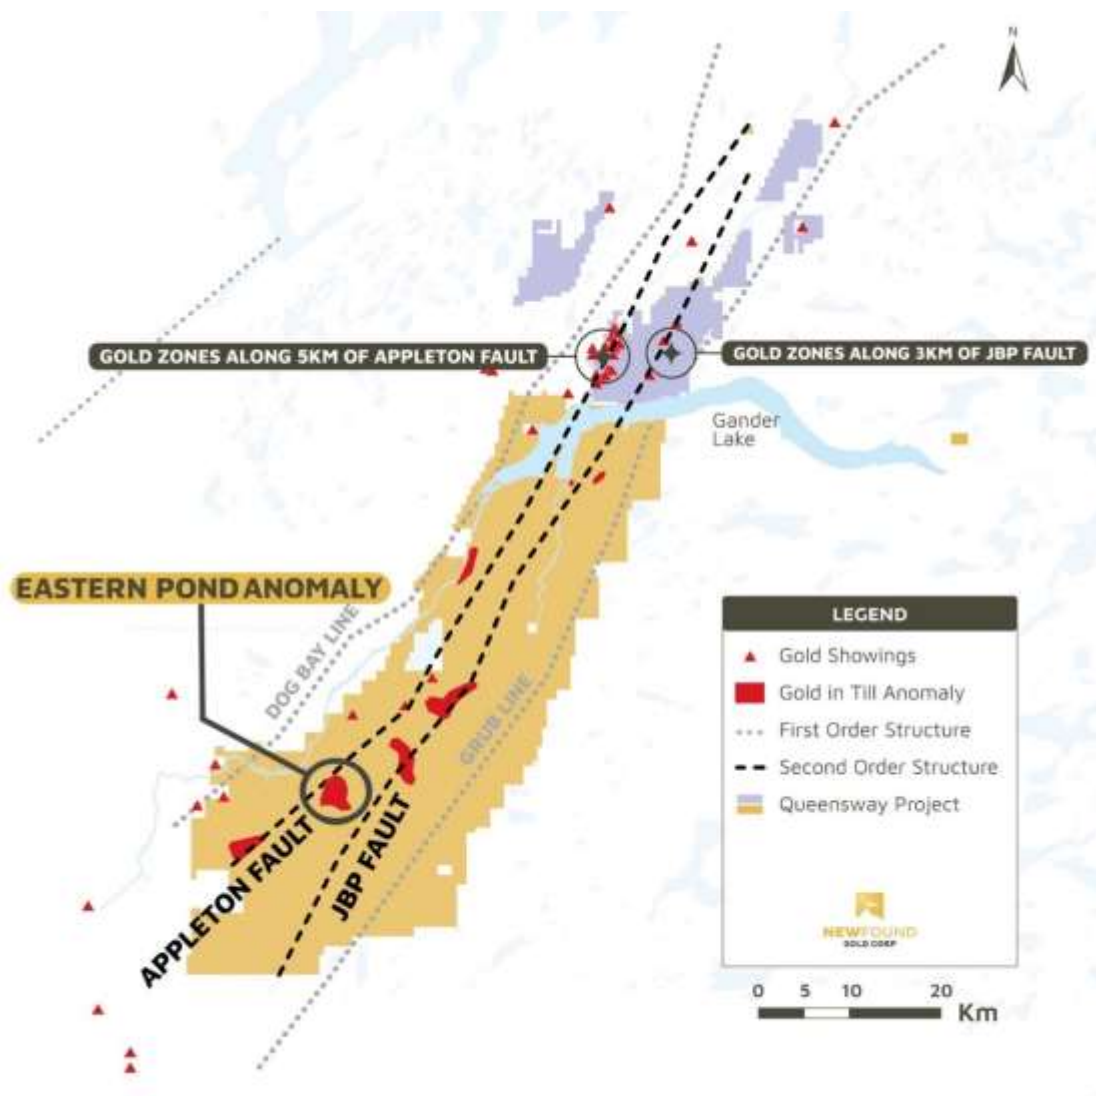 N
GOLD ZONES ALONG 5KM OF APPLETON FAULT
GOLD ZONES ALONG 3KM OF JBP FAULT
Gander
Lake
EASTERN POND ANOMALY
DOG BAY LINE
GRUB LINE
APPLETON FAULT
JBP FAULT
LEGEND
Gold Showings
Gold in Till Anomaly
First Order Structure
Second Order Structure
Queensway Project
NEWFOUND
GOLD CORP
0 5 10 20
Km